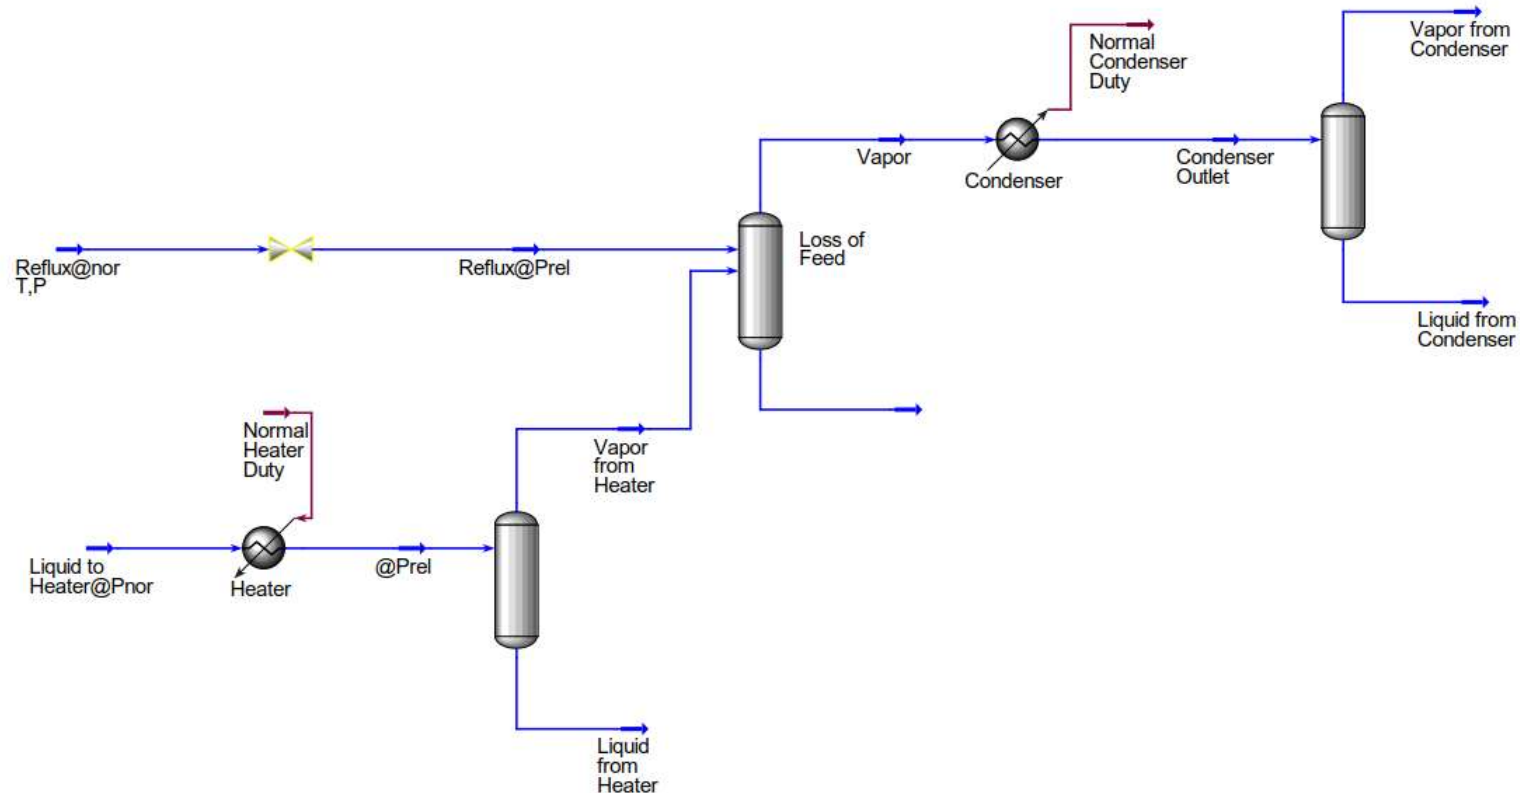 Vapor from
Condenser
Normal
Condenser
Duty
Vapor
Condenser
Condenser
Outlet
Loss of
Feed
Reflux@nor
T,P
Reflux@Prel
Liquid from
Condenser
Normal
Heater
Duty
Vapor
from
Heater
Liquid to
Heater@Pnor
Heater
@Prel
Liquid
from
Heater